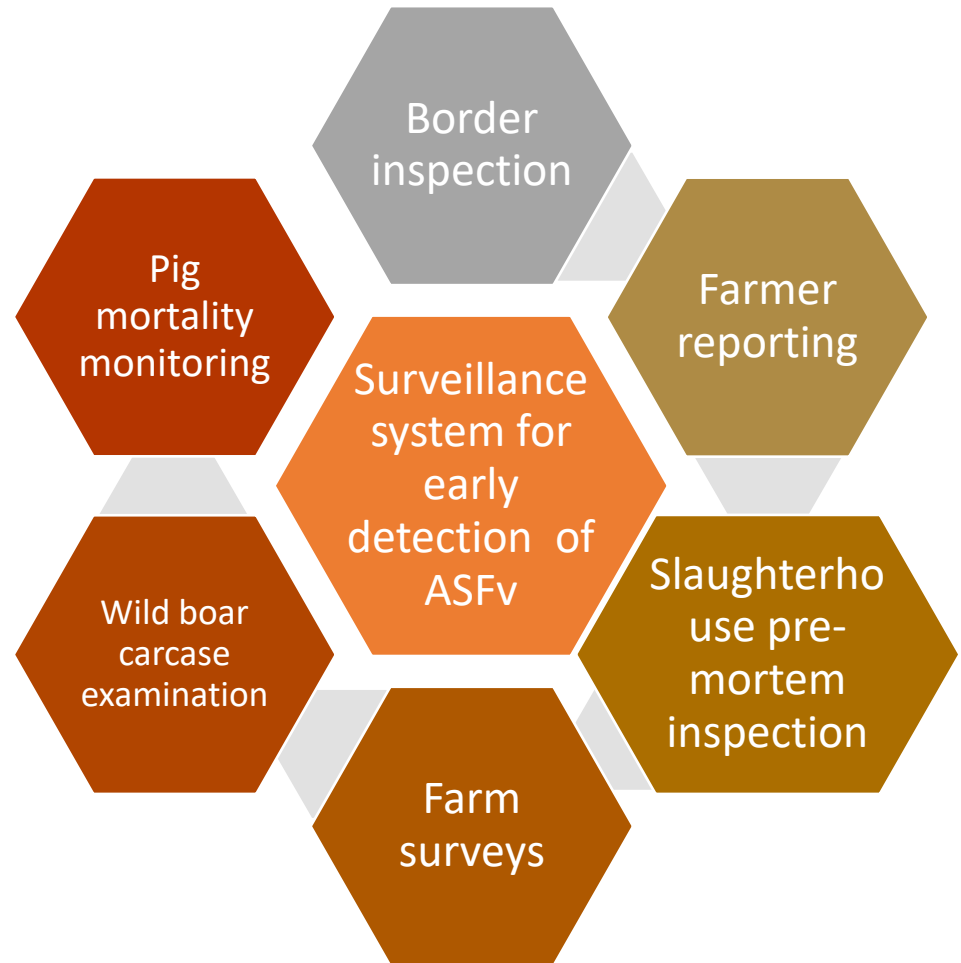 Border
inspection
Farmer
reporting
Slaughterho
use pre-
mortem
inspection
Farm
surveys
Wild boar
carcase
examination
Pig
mortality
monitoring
Surveillance
system for
early
detection  of
ASFv